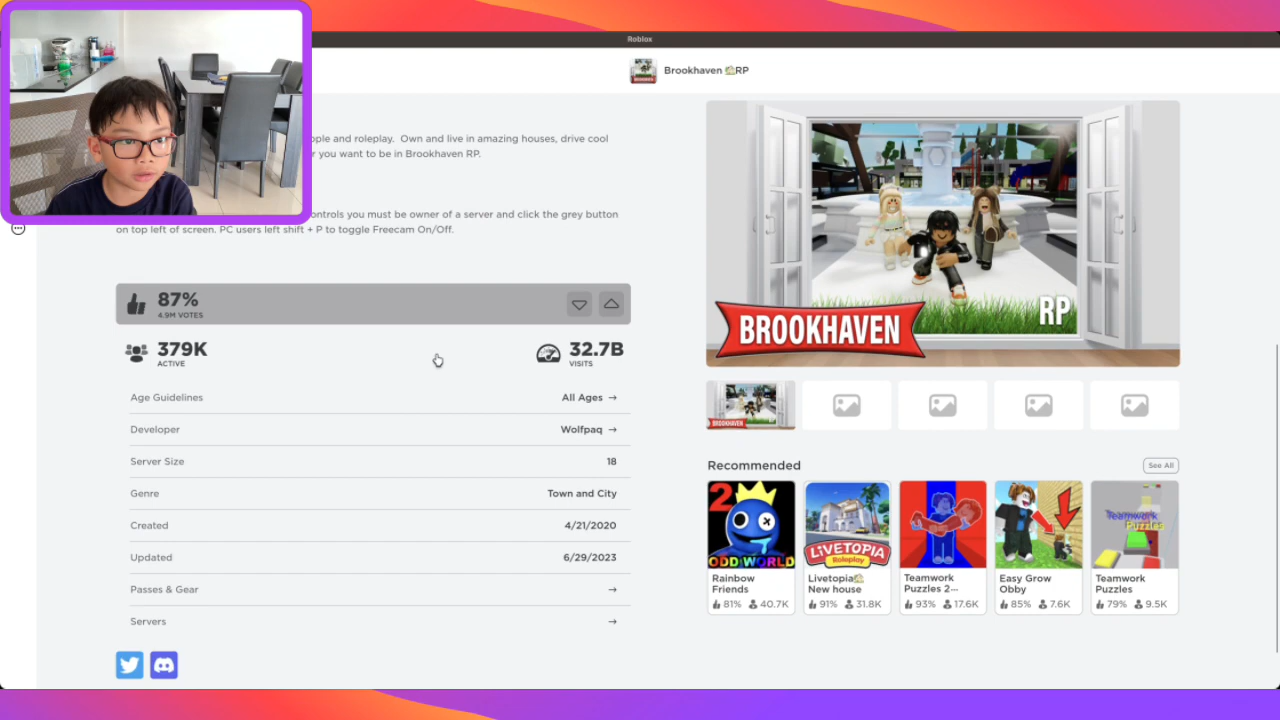 Roblox
Brookhaven 🏡RP
ople and roleplay. Own and live in amazing houses, drive cool
r you want to be in Brookhaven RP.
ontrols you must be owner of a server and click the grey button
on top left of screen. PC users left shift + P to toggle Freecam On/Off.
87%
4.9M VOTES
379K
ACTIVE
32.7B
VISITS
Age Guidelines
All Ages →
Developer
Wolfpaq →
Server Size
18
Genre
Town and City
Created
4/21/2020
Updated
6/29/2023
Passes & Gear →
Servers →
BROOKHAVEN
RP
BROOKHAVEN
Recommended
See All
2
ODDIWORLD
Rainbow
Friends
81% 40.7K
LIVETOPIA
Roleplay
Livetopia🏡
New house
91% 31.8K
Teamwork
Puzzles 2...
93% 17.6K
Easy Grow
Obby
85% 7.6K
Teamwork
Puzzles
Teamwork
Puzzles
79% 9.5K